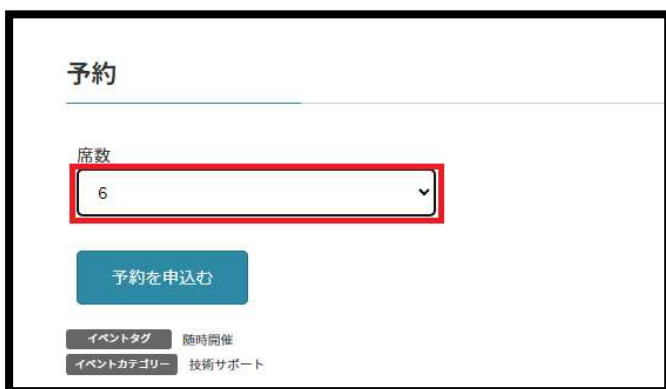 予約
席数
6
予約を申込む
イベントタグ 随時開催
イベントカテゴリー 技術サポート